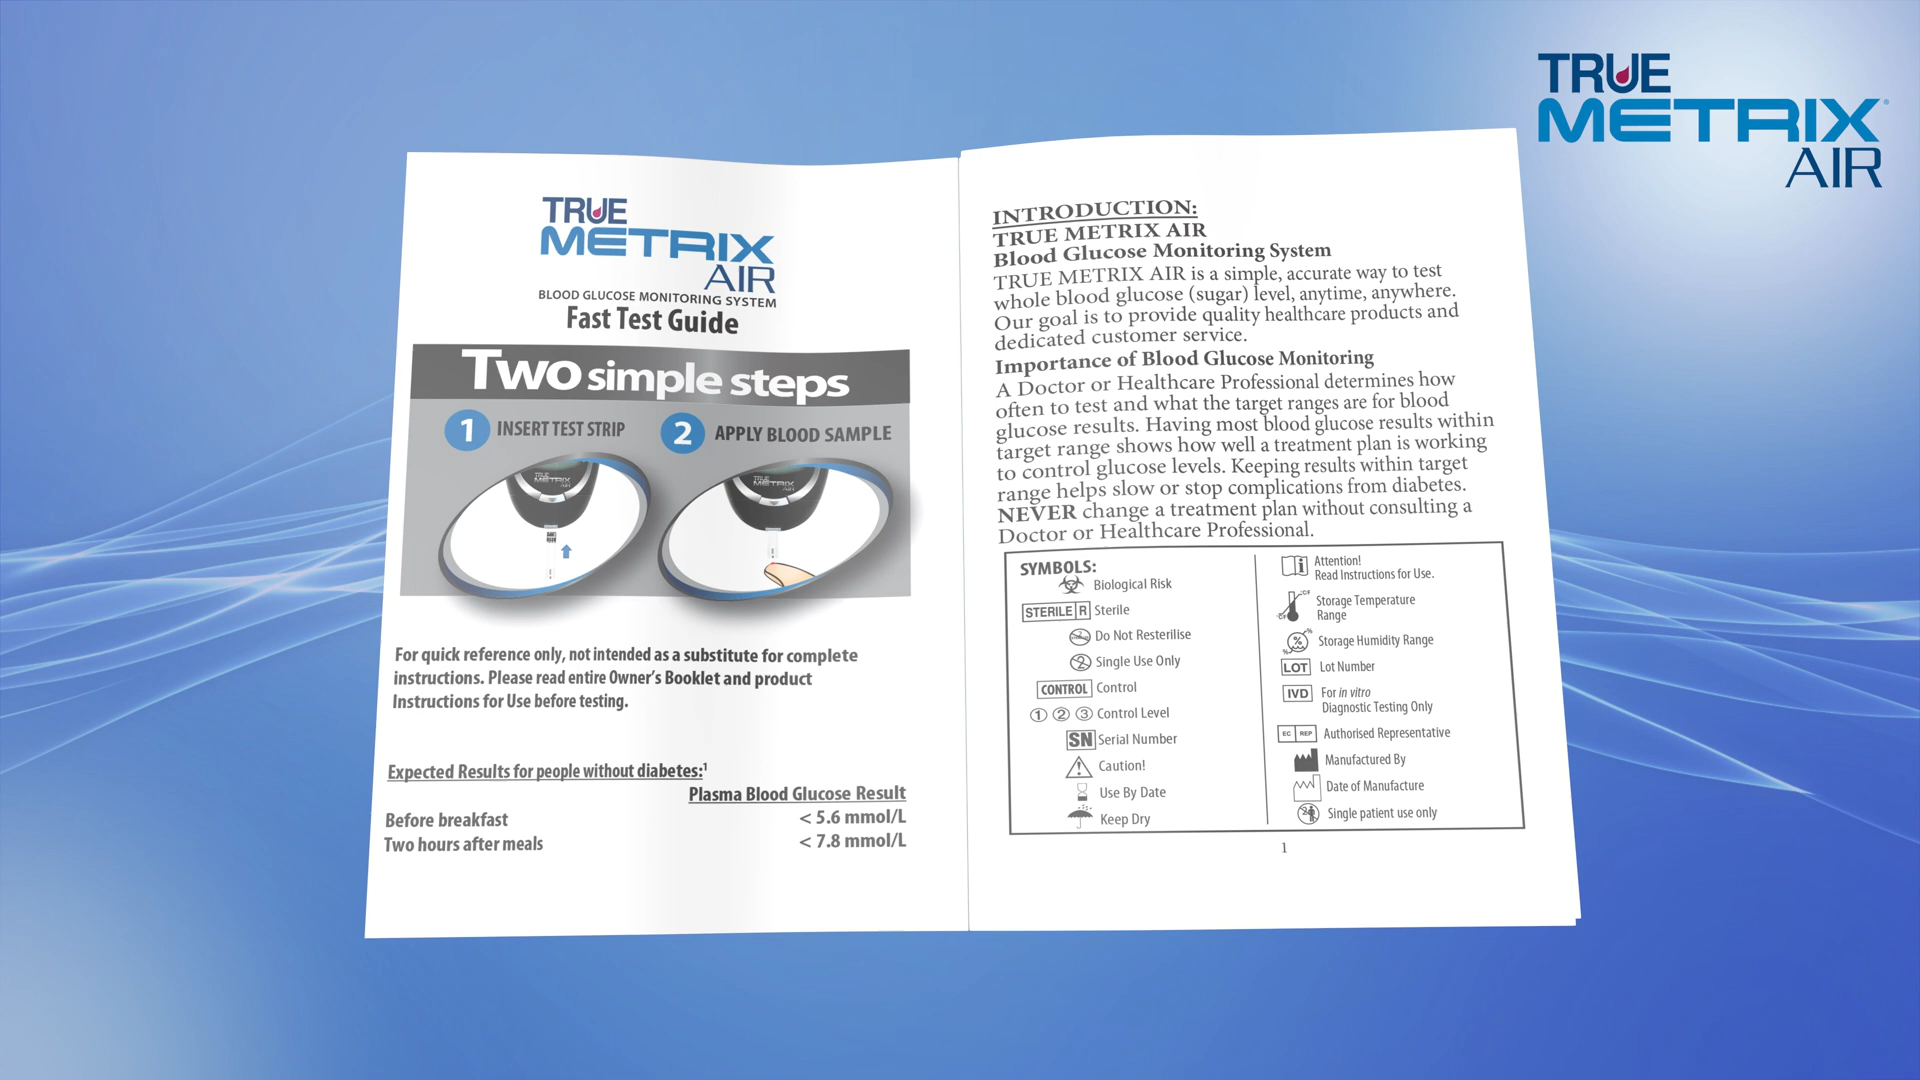 TRUE
METRIX
AIR
BLOOD GLUCOSE MONITORING SYSTEM
Fast Test Guide
Two simple steps
1 INSERT TEST STRIP
2 APPLY BLOOD SAMPLE
TRUE
METRIX
AIR
TRUE
METRIX
AIR
For quick reference only, not intended as a substitute for complete
instructions. Please read entire Owner's Booklet and product
Instructions for Use before testing.
Expected Results for people without diabetes:¹
Plasma Blood Glucose Result
Before breakfast < 5.6 mmol/L
Two hours after meals < 7.8 mmol/L
INTRODUCTION:
TRUE METRIX AIR
Blood Glucose Monitoring System
TRUE METRIX AIR is a simple, accurate way to test
whole blood glucose (sugar) level, anytime, anywhere.
Our goal is to provide quality healthcare products and
dedicated customer service.
Importance of Blood Glucose Monitoring
A Doctor or Healthcare Professional determines how
often to test and what the target ranges are for blood
glucose results. Having most blood glucose results within
target range shows how well a treatment plan is working
to control glucose levels. Keeping results within target
range helps slow or stop complications from diabetes.
NEVER change a treatment plan without consulting a
Doctor or Healthcare Professional.
SYMBOLS:
Biological Risk
STERILE R Sterile
Do Not Resterilise
2 Single Use Only
CONTROL Control
1 2 3 Control Level
SN Serial Number
Caution!
Use By Date
Keep Dry
Attention!
Read Instructions for Use.
Storage Temperature
Range
Storage Humidity Range
LOT Lot Number
IVD For in vitro
Diagnostic Testing Only
EC REP Authorised Representative
Manufactured By
Date of Manufacture
Single patient use only
1
TRUE
METRIX
AIR